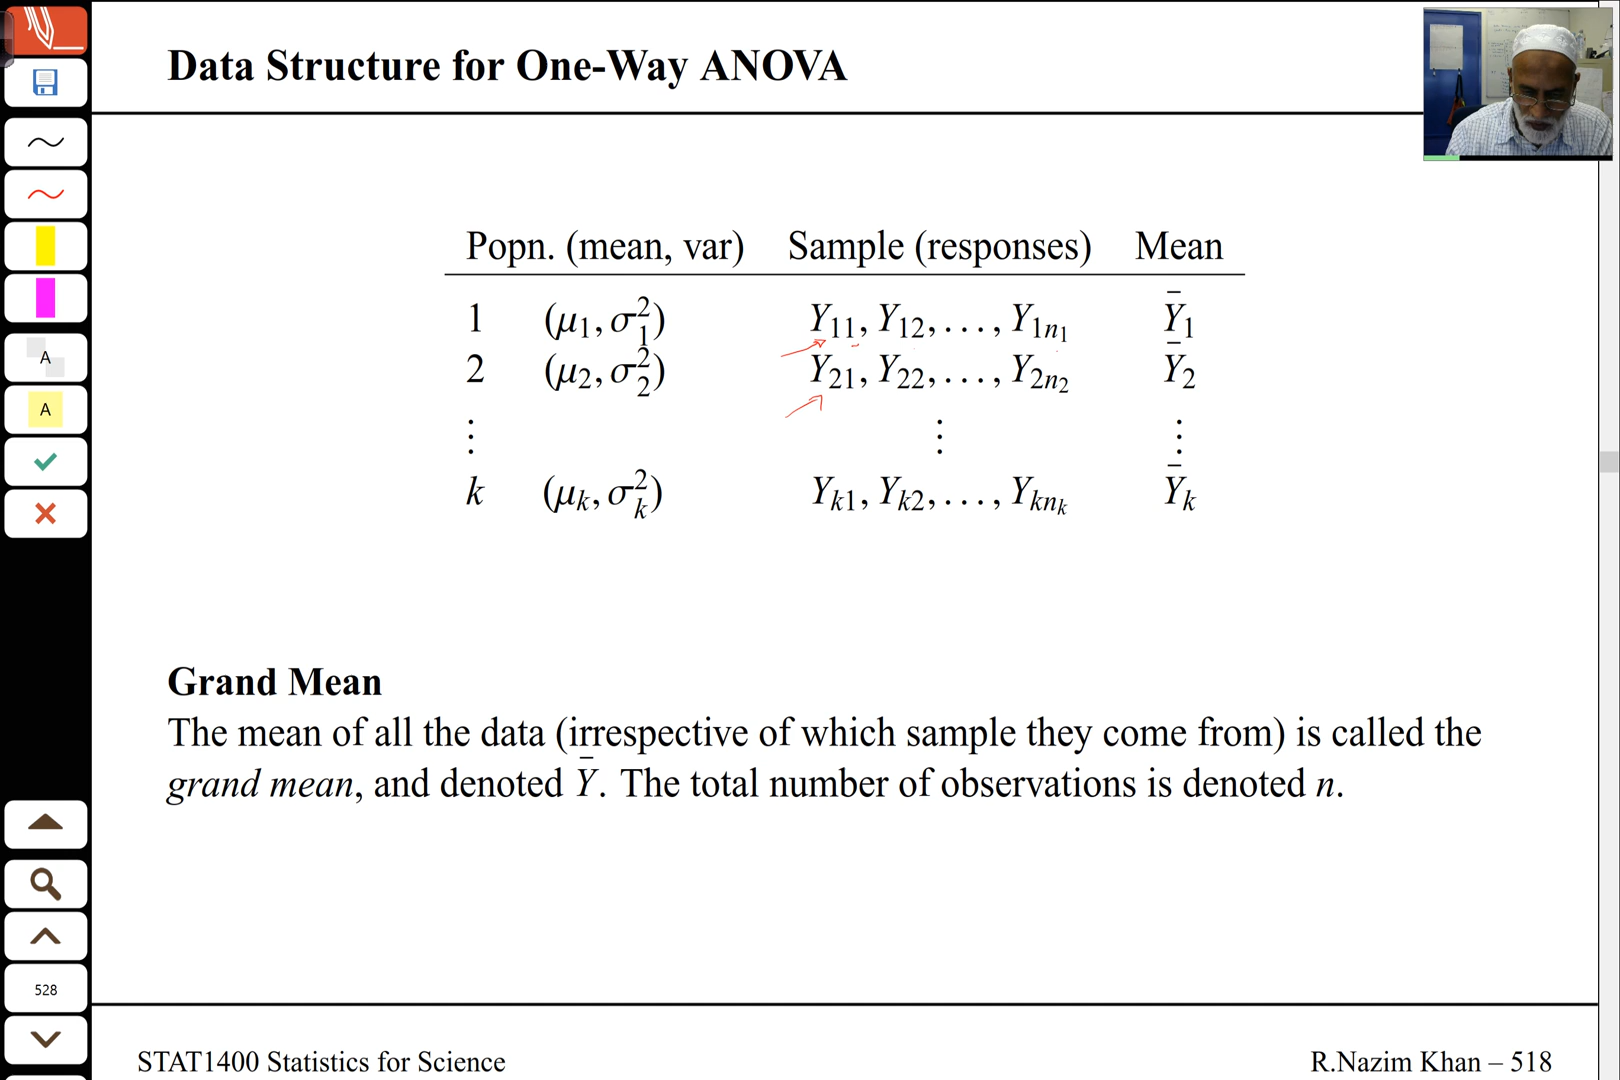 Data Structure for One-Way ANOVA
Popn. (mean, var) Sample (responses) Mean
1 (μ₁, σ₁²) Y₁₁, Y₁₂, . . . , Y₁ₙ₁ Ȳ₁
2 (μ₂, σ₂²) Y₂₁, Y₂₂, . . . , Y₂ₙ₂ Ȳ₂
⋮ ⋮ ⋮
k (μₖ, σₖ²) Yₖ₁, Yₖ₂, . . . , Yₖₙₖ Ȳₖ
Grand Mean
The mean of all the data (irrespective of which sample they come from) is called the
grand mean, and denoted Ȳ. The total number of observations is denoted n.
STAT1400 Statistics for Science
R.Nazim Khan – 518
A
A
528